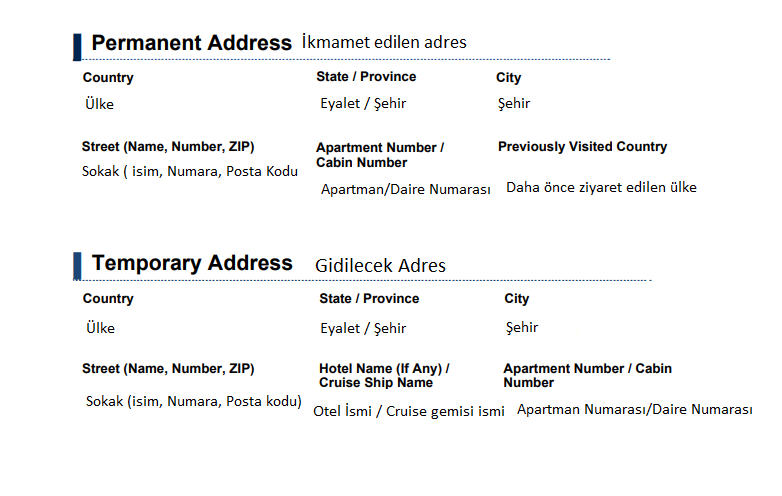 Permanent Address İkmamet edilen adres
Country State / Province City
Ülke Eyalet / Şehir Şehir
Street (Name, Number, ZIP) Apartment Number / Previously Visited Country
Cabin Number
Sokak ( isim, Numara, Posta Kodu
Apartman/Daire Numarası Daha önce ziyaret edilen ülke
Temporary Address Gidilecek Adres
Country State / Province City
Ülke Eyalet / Şehir Şehir
Street (Name, Number, ZIP) Hotel Name (If Any) / Apartment Number / Cabin
Cruise Ship Name Number
Sokak (isim, Numara, Posta kodu)
Otel İsmi / Cruise gemisi ismi Apartman Numarası/Daire Numarası